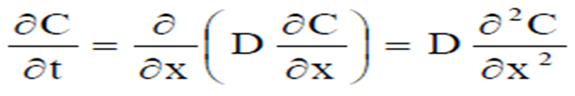 ∂C/∂t = ∂/∂x ( D ∂C/∂x ) = D ∂²C/∂x²